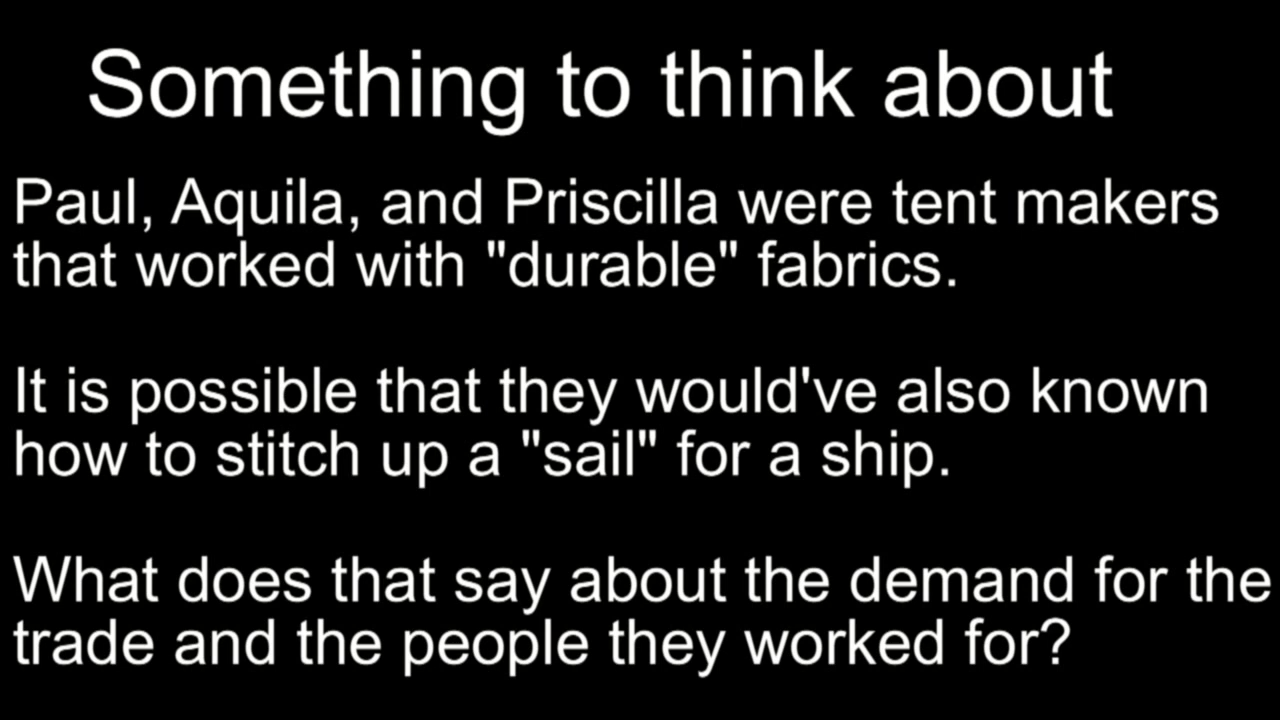 Something to think about
Paul, Aquila, and Priscilla were tent makers
that worked with "durable" fabrics.
It is possible that they would've also known
how to stitch up a "sail" for a ship.
What does that say about the demand for the
trade and the people they worked for?